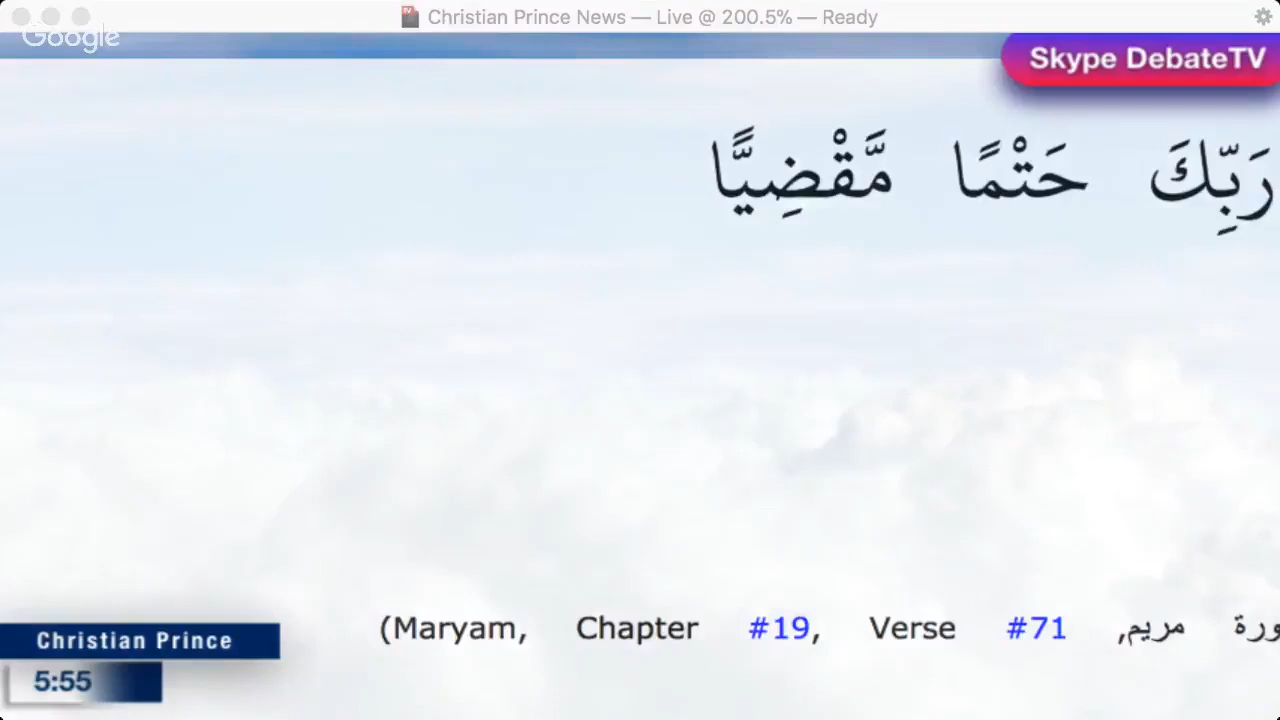 Christian Prince News — Live @ 200.5% — Ready
Google
Skype DebateTV
رَبِّكَ حَتْمًا مَّقْضِيًّا
(Maryam, Chapter #19, Verse #71 ,مريم
Christian Prince
5:55